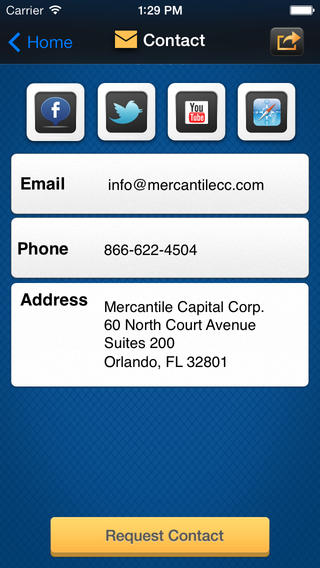 Carrier 1:29 PM
Home Contact
f You Tube
Email info@mercantilecc.com
Phone 866-622-4504
Address Mercantile Capital Corp.
60 North Court Avenue
Suites 200
Orlando, FL 32801
Request Contact